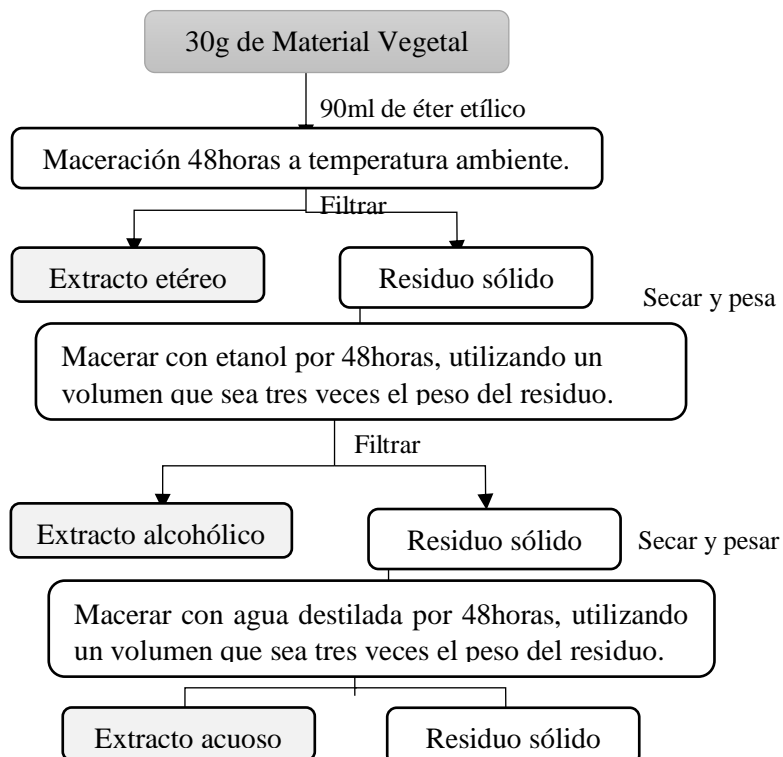 30g de Material Vegetal
90ml de éter etílico
Maceración 48horas a temperatura ambiente.
Filtrar
Extracto etéreo
Residuo sólido
Secar y pesa
Macerar con etanol por 48horas, utilizando un
volumen que sea tres veces el peso del residuo.
Filtrar
Extracto alcohólico
Residuo sólido
Secar y pesar
Macerar con agua destilada por 48horas, utilizando
un volumen que sea tres veces el peso del residuo.
Extracto acuoso
Residuo sólido